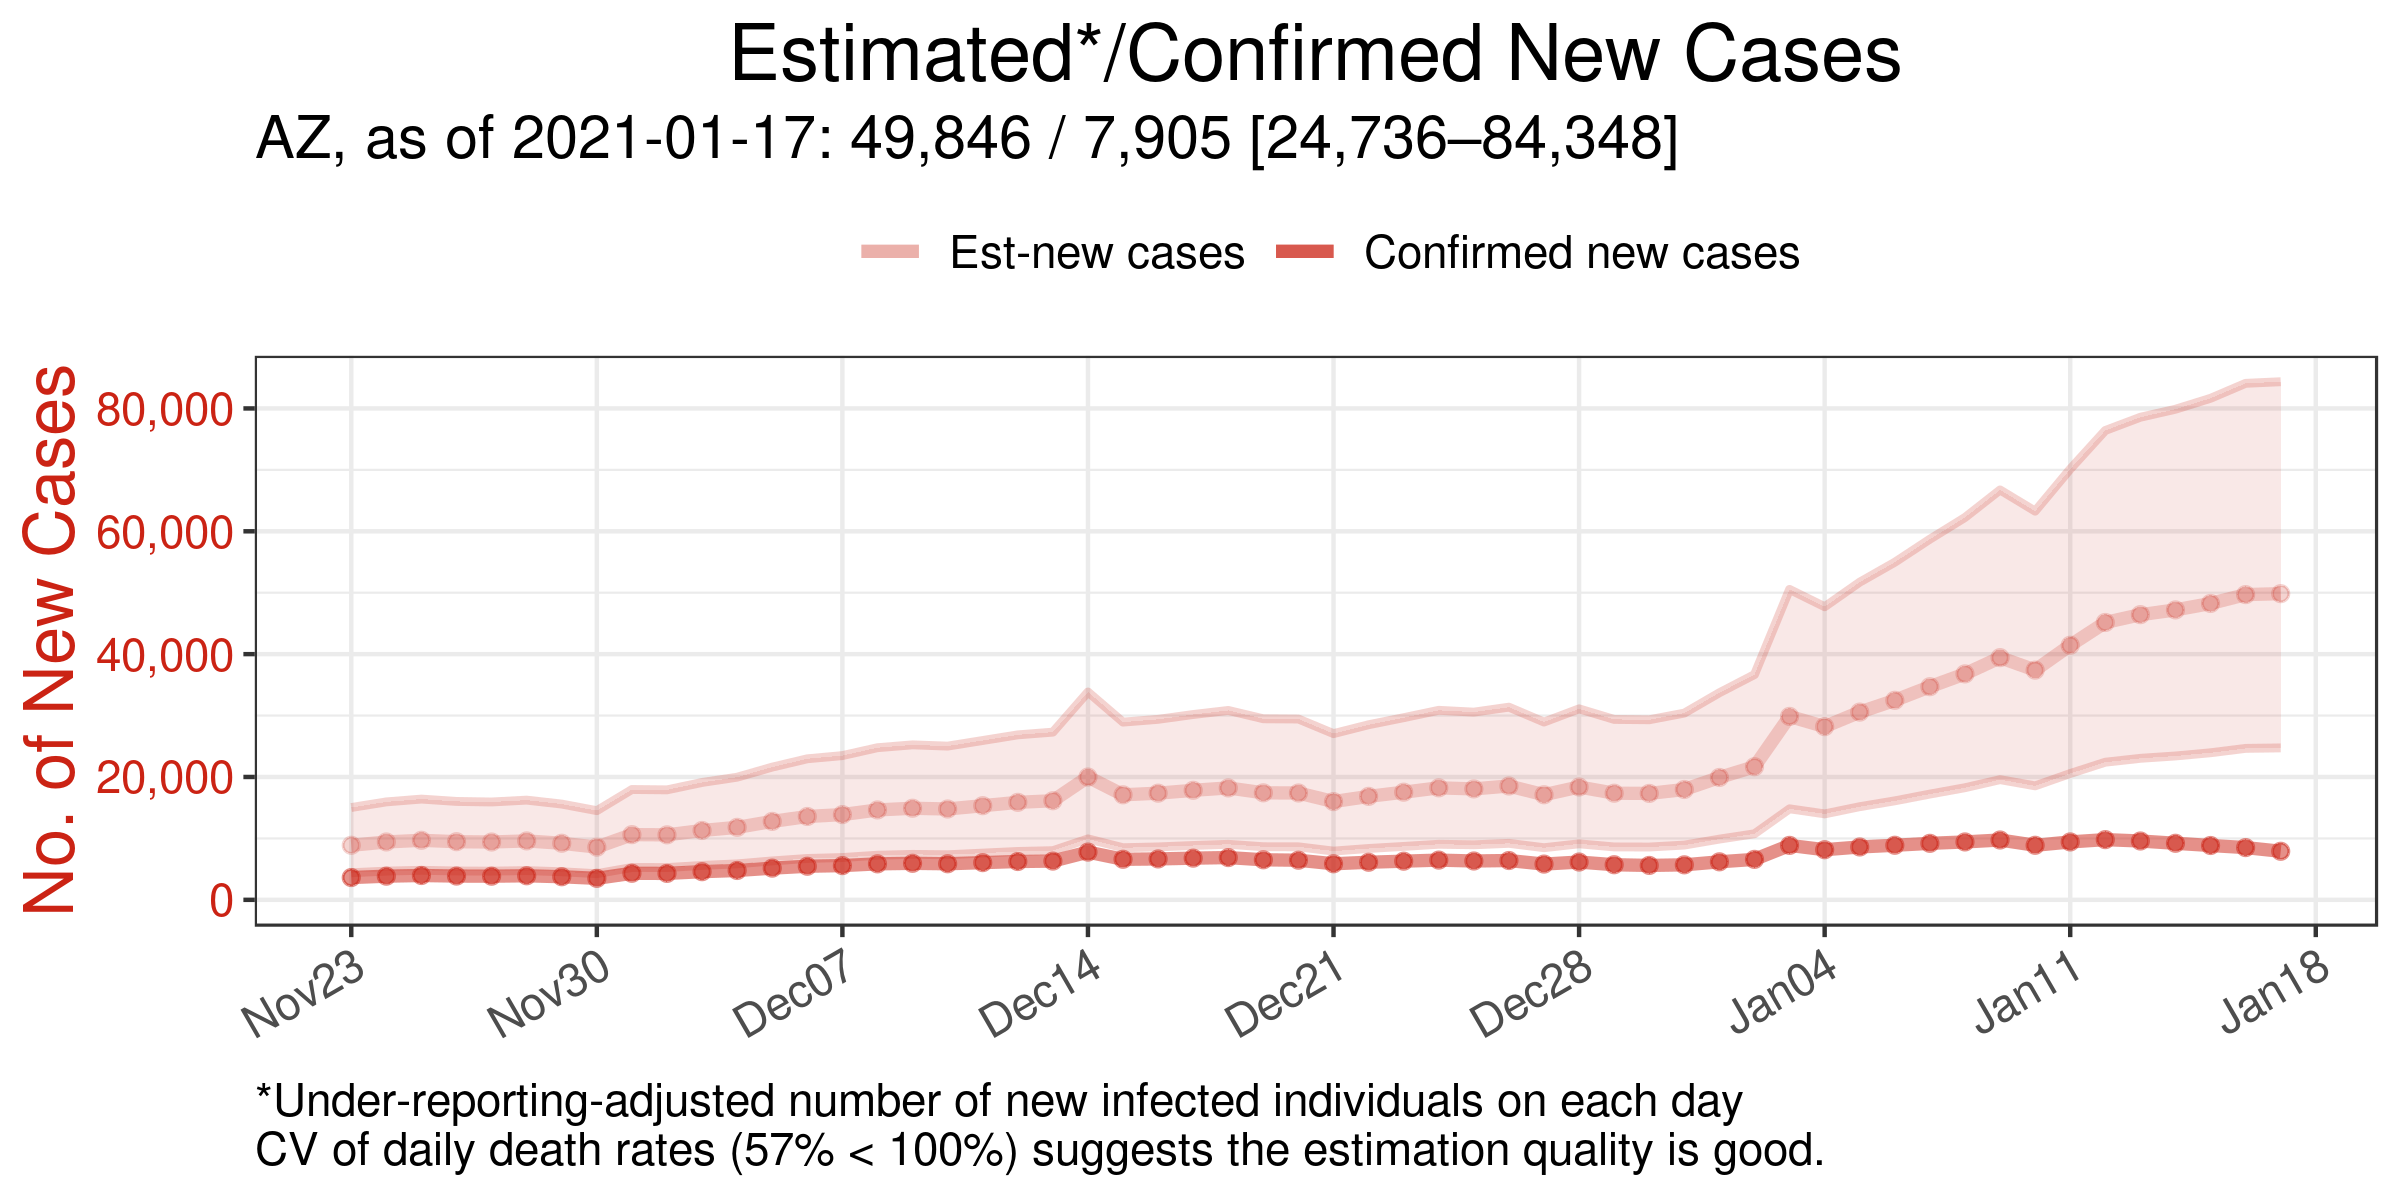 Estimated*/Confirmed New Cases
AZ, as of 2021-01-17: 49,846 / 7,905 [24,736–84,348]
Est-new cases
Confirmed new cases
No. of New Cases
80,000
60,000
40,000
20,000
0
Nov23
Nov30
Dec07
Dec14
Dec21
Dec28
Jan04
Jan11
Jan18
*Under-reporting-adjusted number of new infected individuals on each day
CV of daily death rates (57% < 100%) suggests the estimation quality is good.